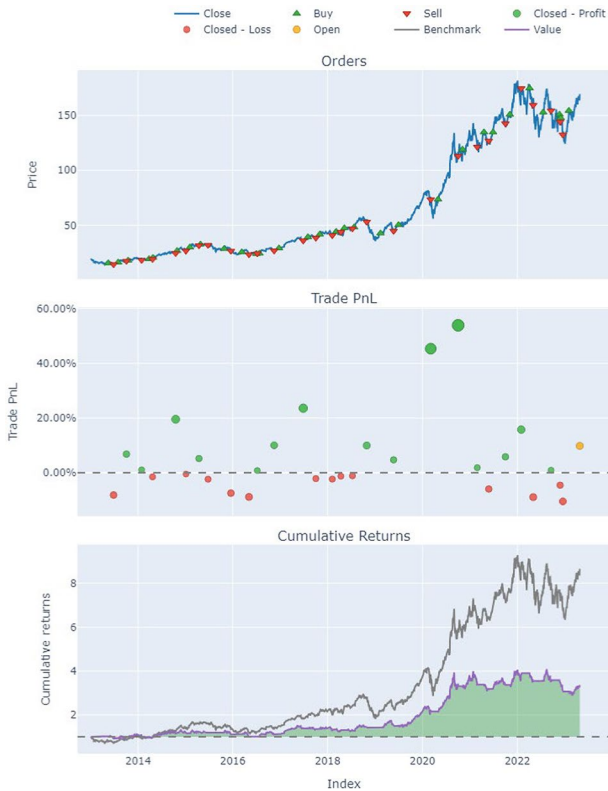 Close Buy Sell Closed - Profit
Closed - Loss Open Benchmark Value
Orders
Price
150
100
50
Trade PnL
Trade PnL
60.00%
40.00%
20.00%
0.00%
Cumulative Returns
Cumulative returns
8
6
4
2
2014 2016 2018 2020 2022
Index